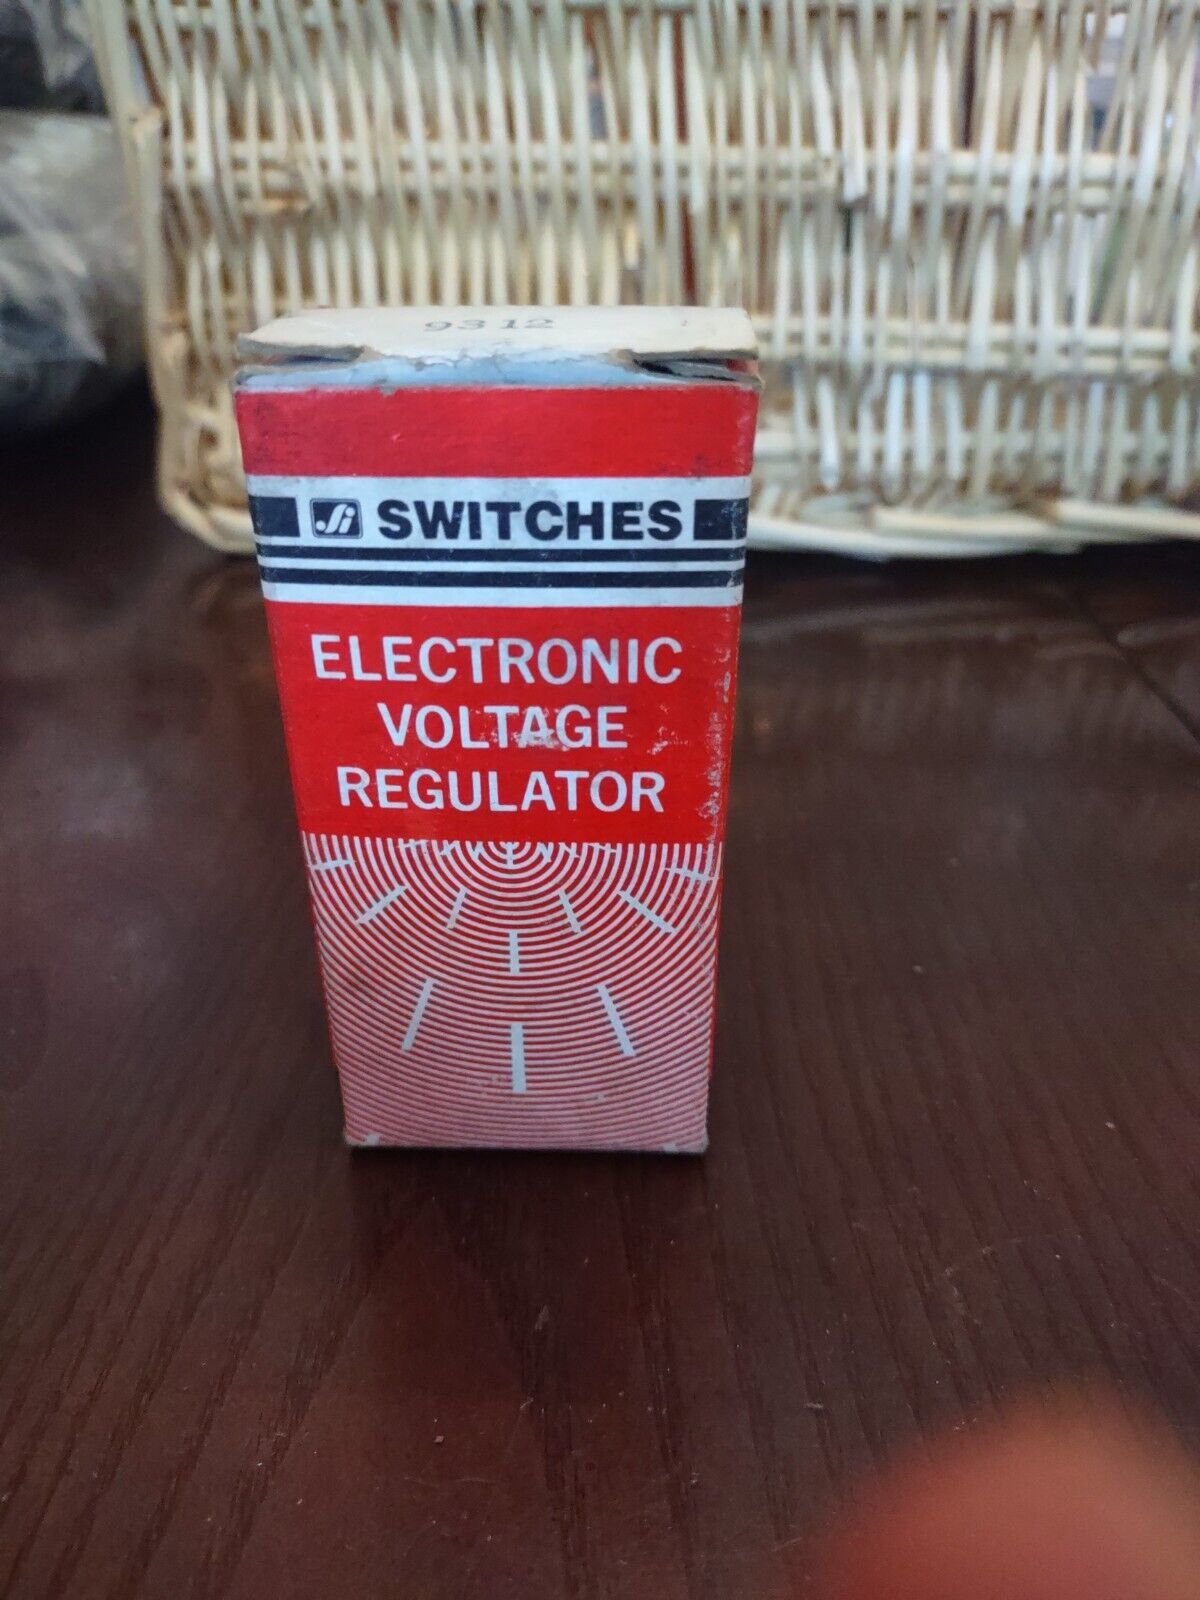 9312
Si SWITCHES
ELECTRONIC
VOLTAGE
REGULATOR